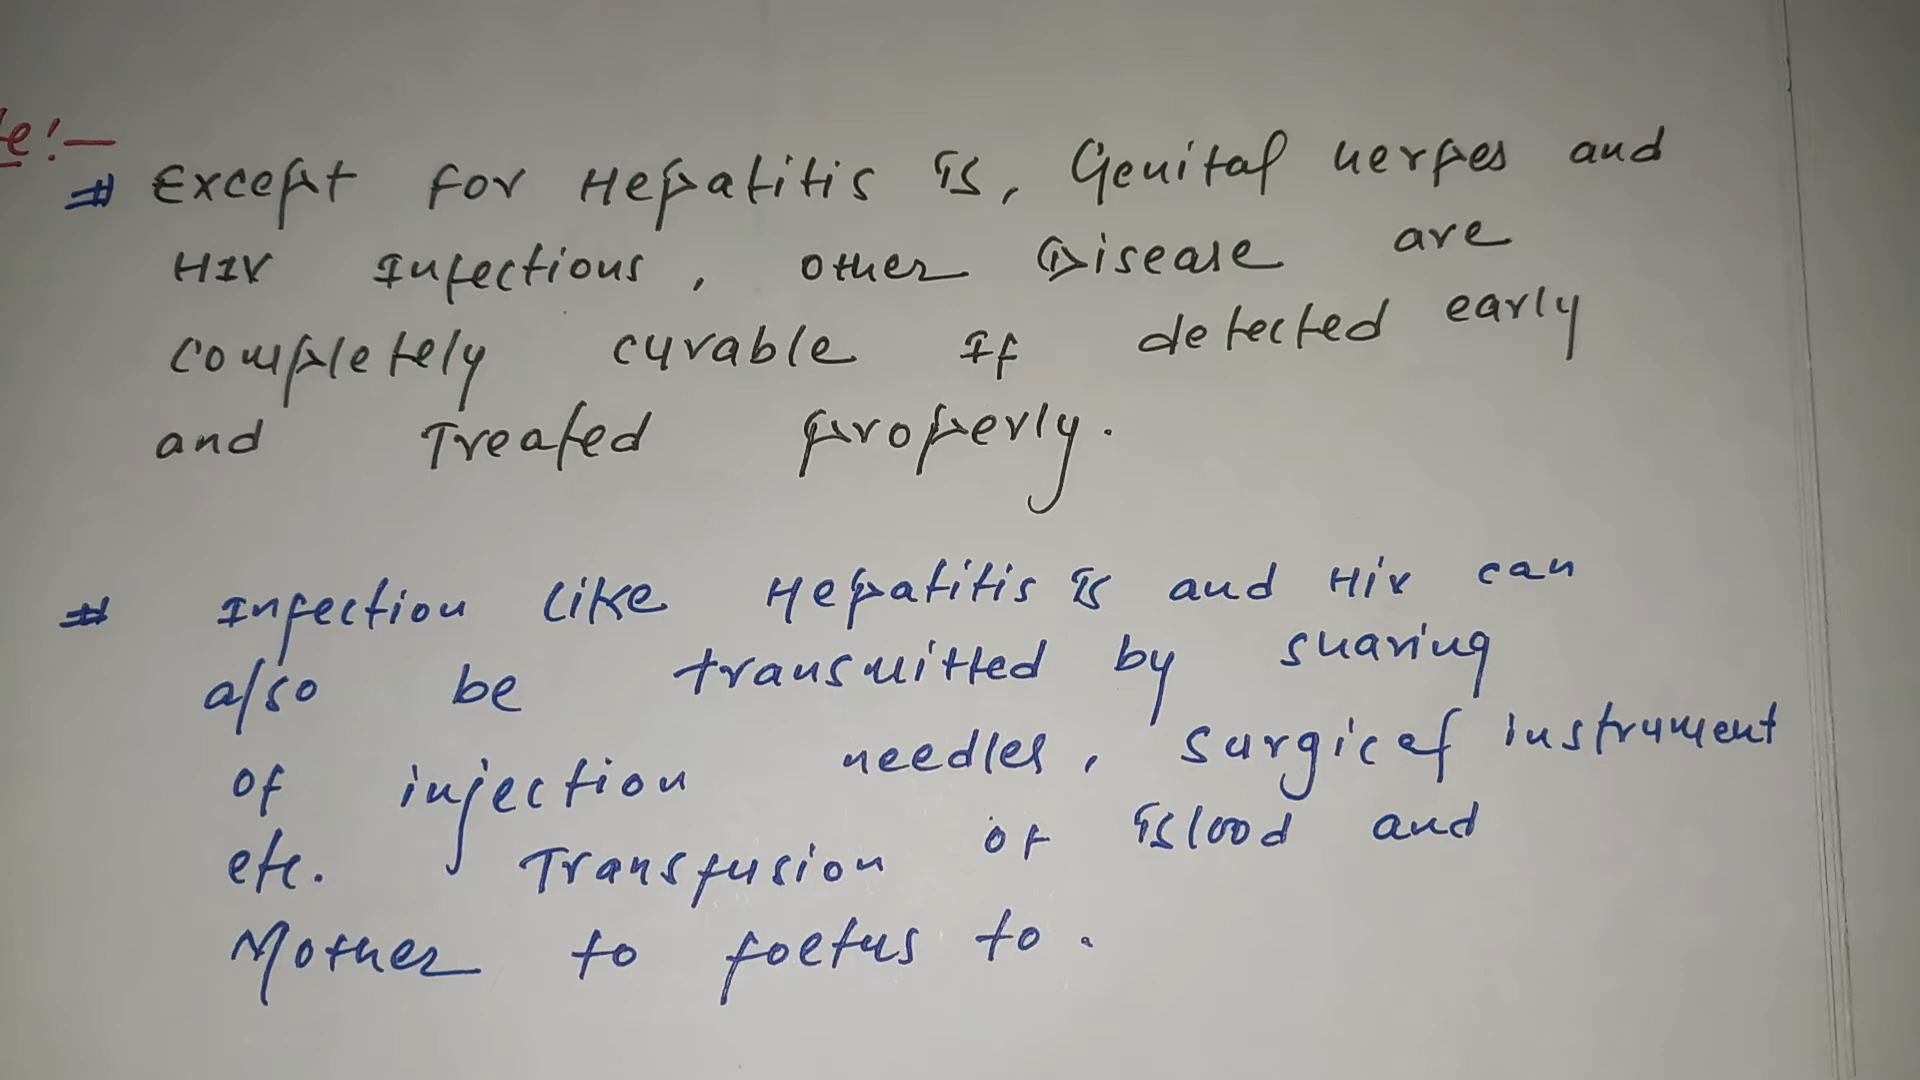 te:-
# Except for Hepatitis B, Genital herpes and
HIV Infections, other Disease are
completely curable If detected early
and Treated properly.
# Infection like Hepatitis B and HIV can
also be transmitted by sharing
of injection needles, surgical instrument
etc. Transfusion of Blood and
Mother to foetus to.